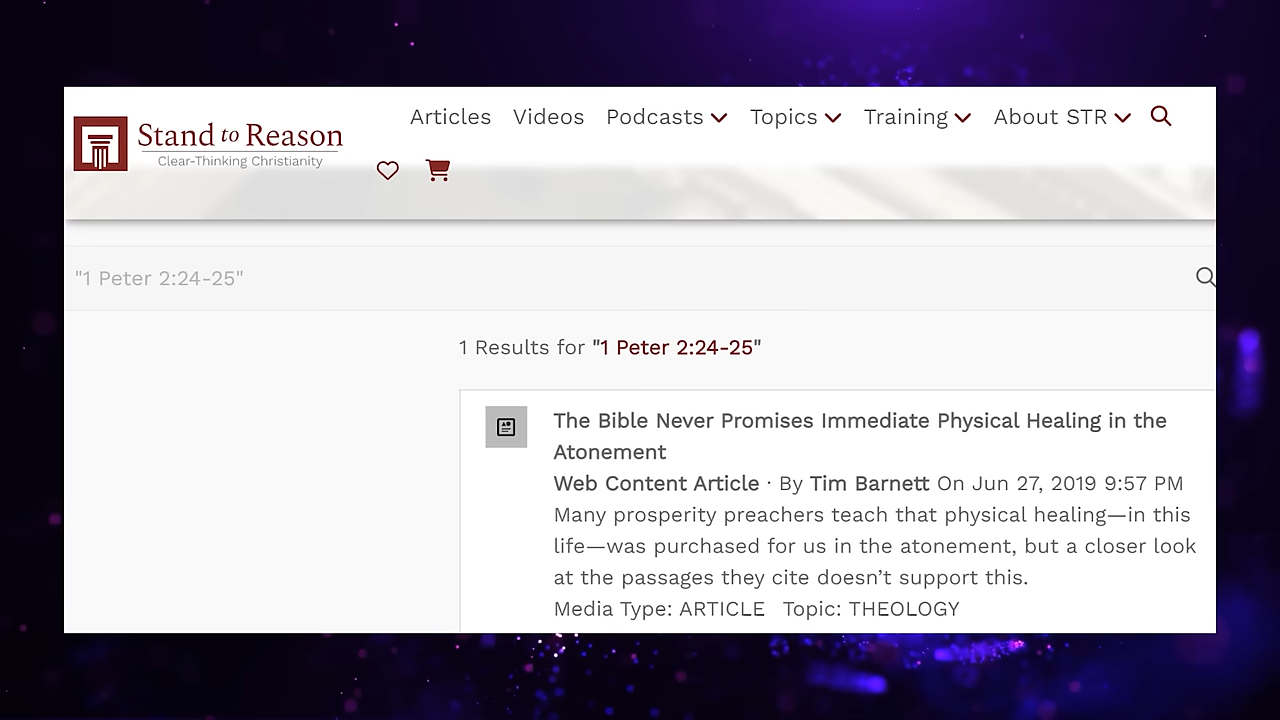 Stand to Reason
Clear-Thinking Christianity
Articles Videos Podcasts Topics Training About STR
"1 Peter 2:24-25"
1 Results for "1 Peter 2:24-25"
The Bible Never Promises Immediate Physical Healing in the
Atonement
Web Content Article · By Tim Barnett On Jun 27, 2019 9:57 PM
Many prosperity preachers teach that physical healing—in this
life—was purchased for us in the atonement, but a closer look
at the passages they cite doesn’t support this.
Media Type: ARTICLE Topic: THEOLOGY